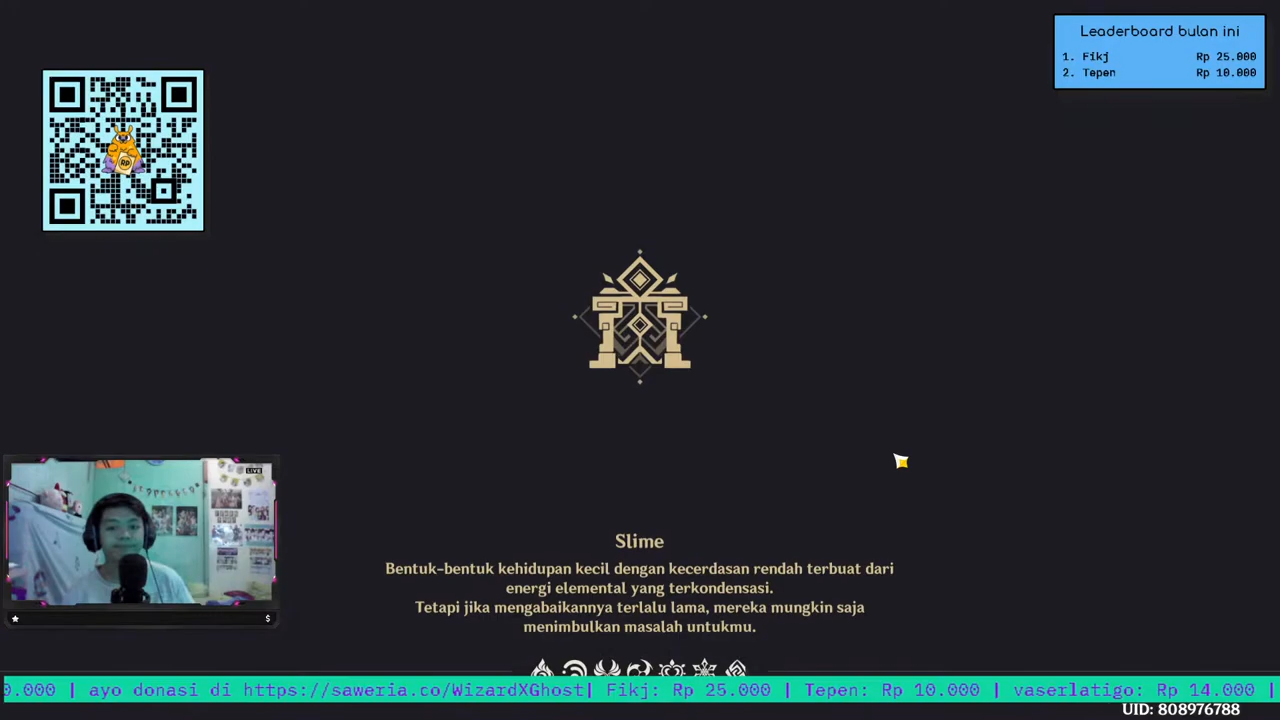 Leaderboard bulan ini
1. Fikj Rp 25.000
2. Tepen Rp 10.000
RP
LIVE
Slime
Bentuk-bentuk kehidupan kecil dengan kecerdasan rendah terbuat dari
energi elemental yang terkondensasi.
Tetapi jika mengabaikannya terlalu lama, mereka mungkin saja
menimbulkan masalah untukmu.
$
0.000 | ayo donasi di https://saweria.co/WizardXGhost| Fikj: Rp 25.000 | Tepen: Rp 10.000 | vaserlatigo: Rp 14.000 |
UID: 808976788